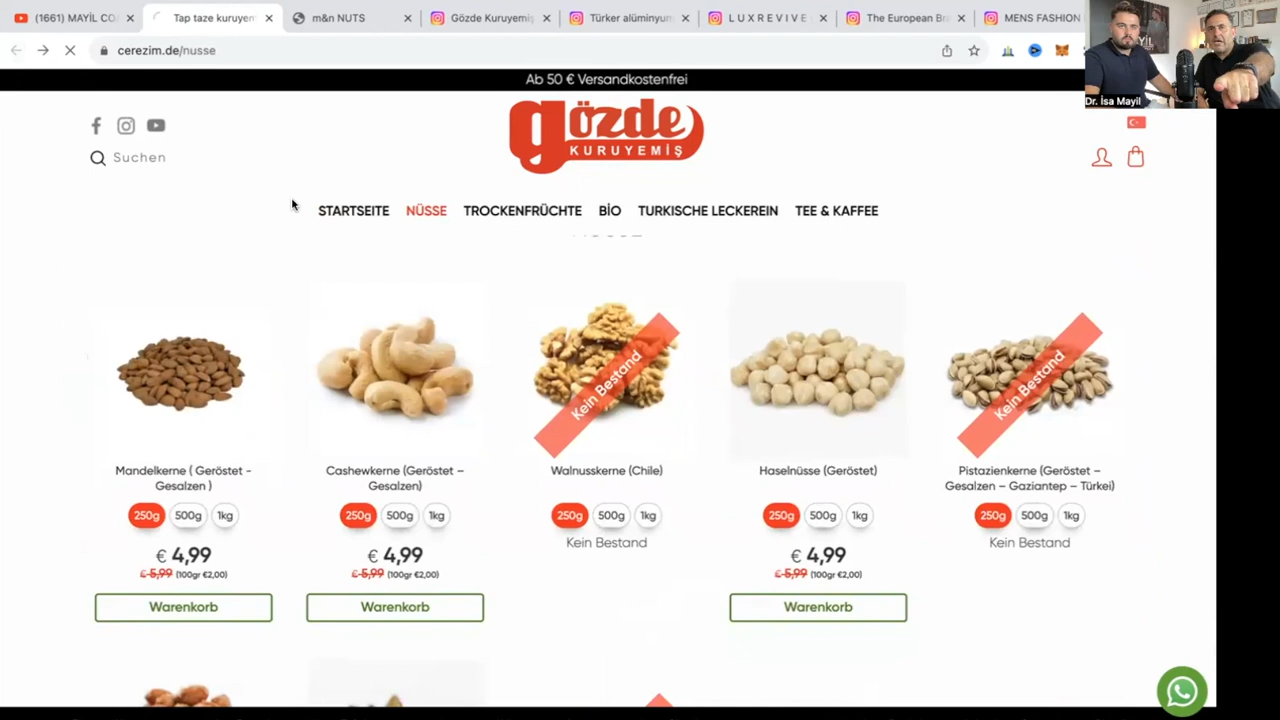 (1661) MAYİL CO
Tap taze kuruyem
m&n NUTS
Gözde Kuruyemiş
Türker alüminyum
L U X R E V I V E
The European Bra
MENS FASHION
cerezim.de/nusse
Dr. İsa Mayil
Ab 50 € Versandkostenfrei
gözde
KURUYEMİŞ
Suchen
STARTSEITE NÜSSE TROCKENFRÜCHTE BİO TURKISCHE LECKEREIN TEE & KAFFEE
NÜSSE
Kein Bestand
Kein Bestand
Mandelkerne ( Geröstet -
Gesalzen )
250g 500g 1kg
€ 4,99
€ 5,99 (100gr €2,00)
Warenkorb
Cashewkerne (Geröstet –
Gesalzen)
250g 500g 1kg
€ 4,99
€ 5,99 (100gr €2,00)
Warenkorb
Walnusskerne (Chile)
250g 500g 1kg
Kein Bestand
Haselnüsse (Geröstet)
250g 500g 1kg
€ 4,99
€ 5,99 (100gr €2,00)
Warenkorb
Pistazienkerne (Geröstet –
Gesalzen – Gaziantep – Türkei)
250g 500g 1kg
Kein Bestand